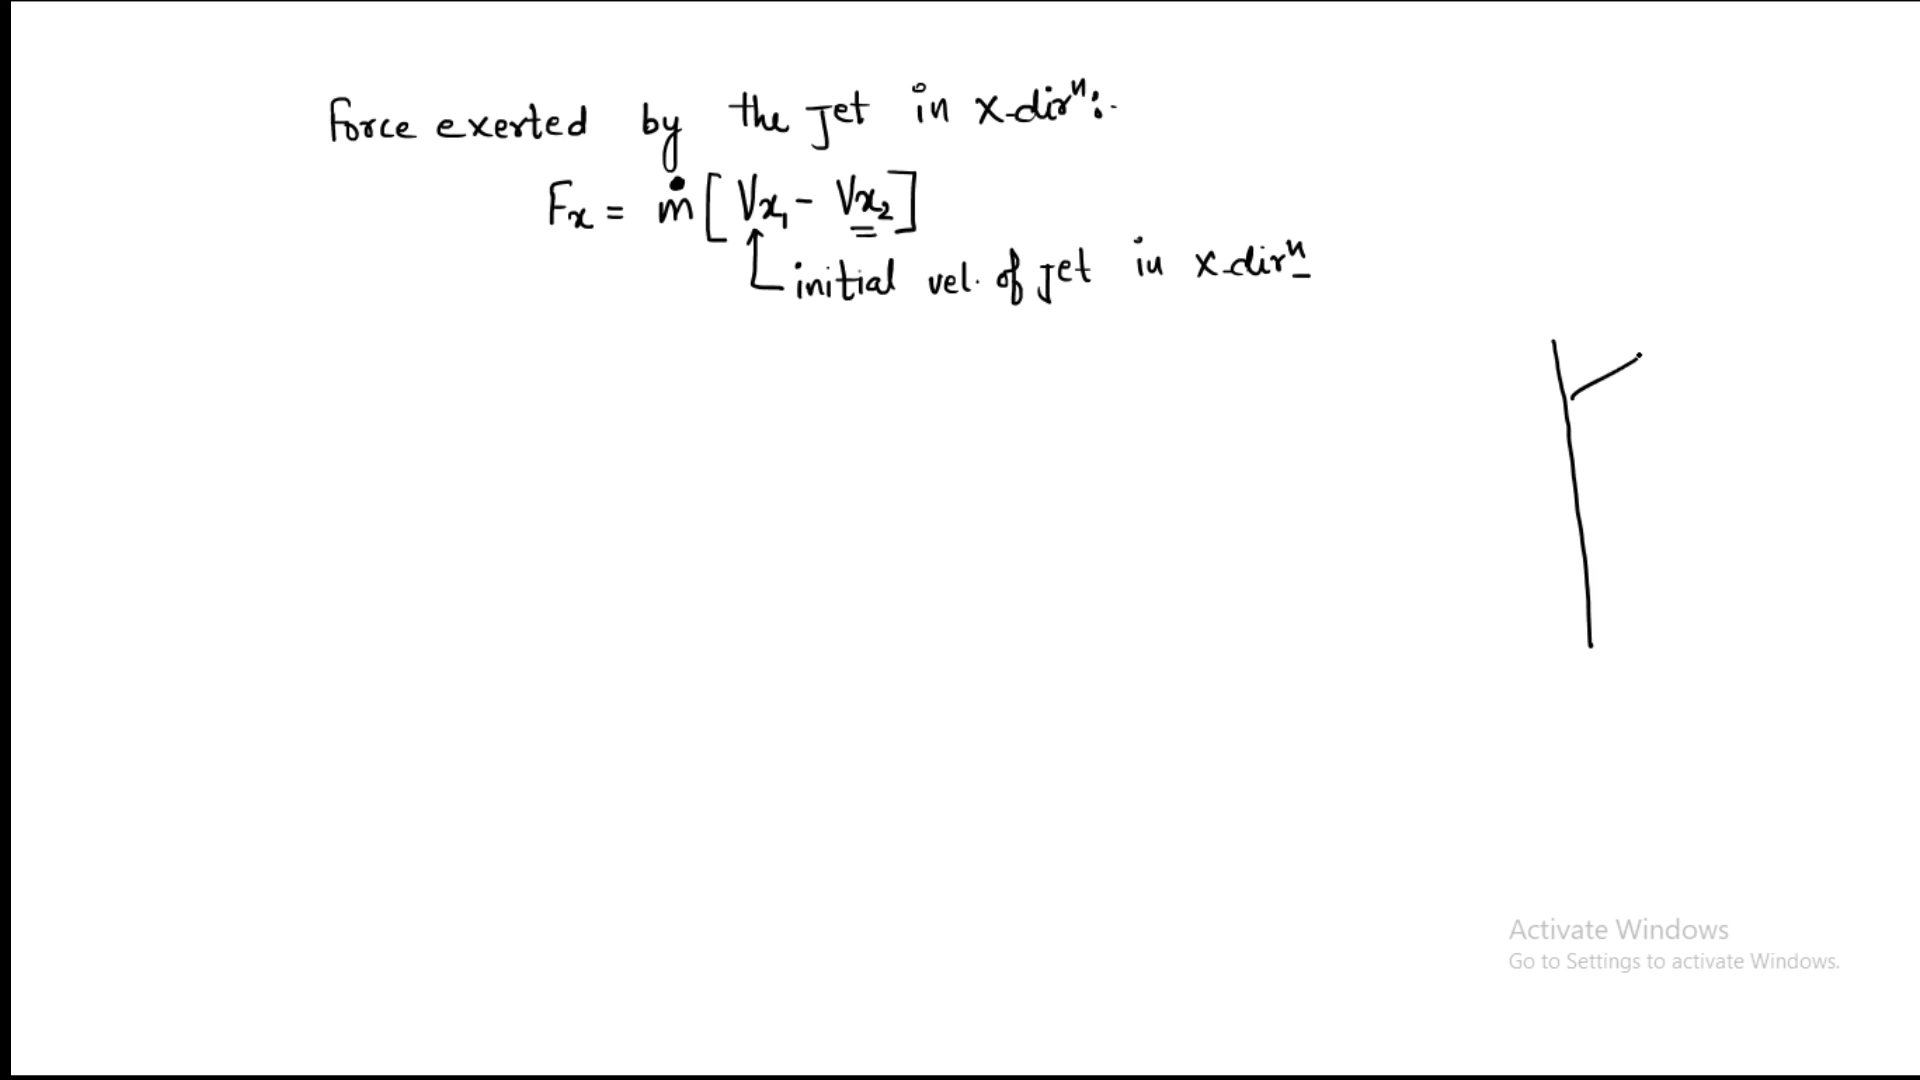 Force exerted by the Jet in x-dirⁿ:-
Fx = ṁ[Vx₁ - Vx₂]
initial vel. of Jet in x-dirⁿ
Activate Windows
Go to Settings to activate Windows.